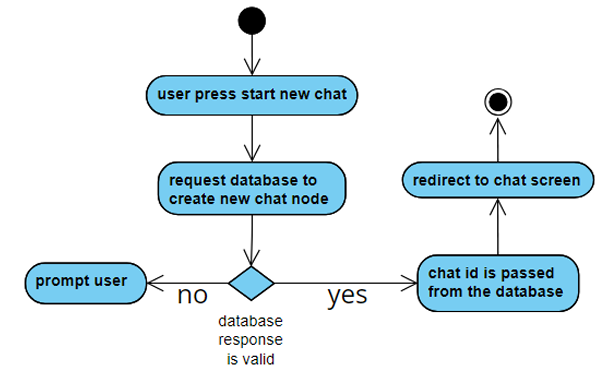 user press start new chat
request database to
create new chat node
prompt user
no
yes
database
response
is valid
chat id is passed
from the database
redirect to chat screen